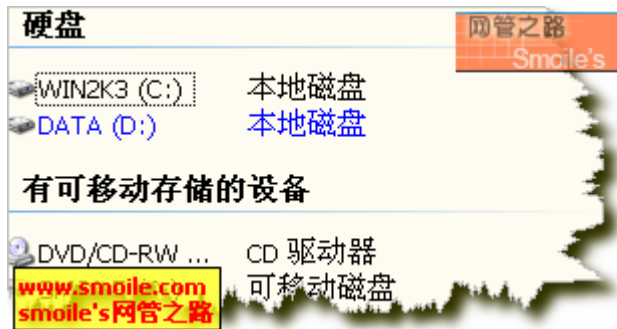 硬盘
网管之路
Smoile's
WIN2K3 (C:) 本地磁盘
DATA (D:) 本地磁盘
有可移动存储的设备
DVD/CD-RW ... CD 驱动器
可移动磁盘
www.smoile.com
smoile's网管之路